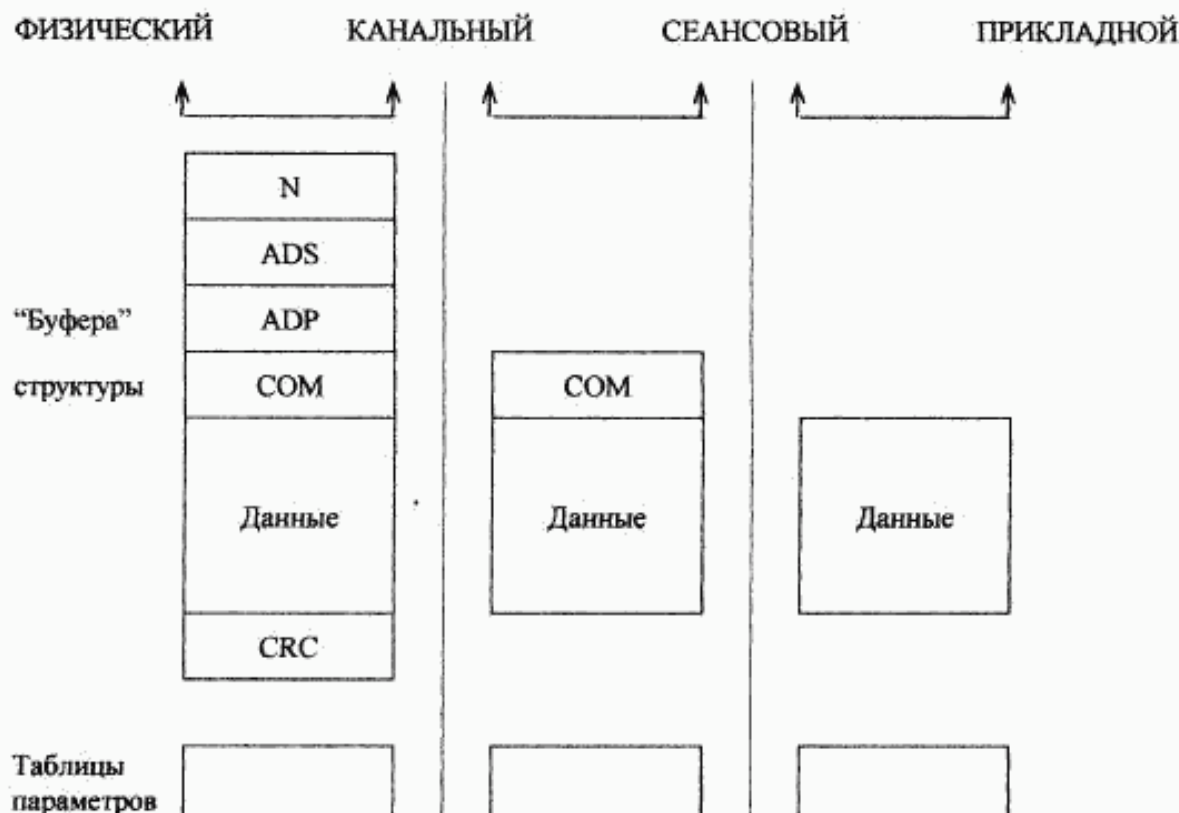 ФИЗИЧЕСКИЙ КАНАЛЬНЫЙ СЕАНСОВЫЙ ПРИКЛАДНОЙ
N
ADS
“Буфера” ADP
структуры COM COM
Данные Данные Данные
CRC
Таблицы
параметров